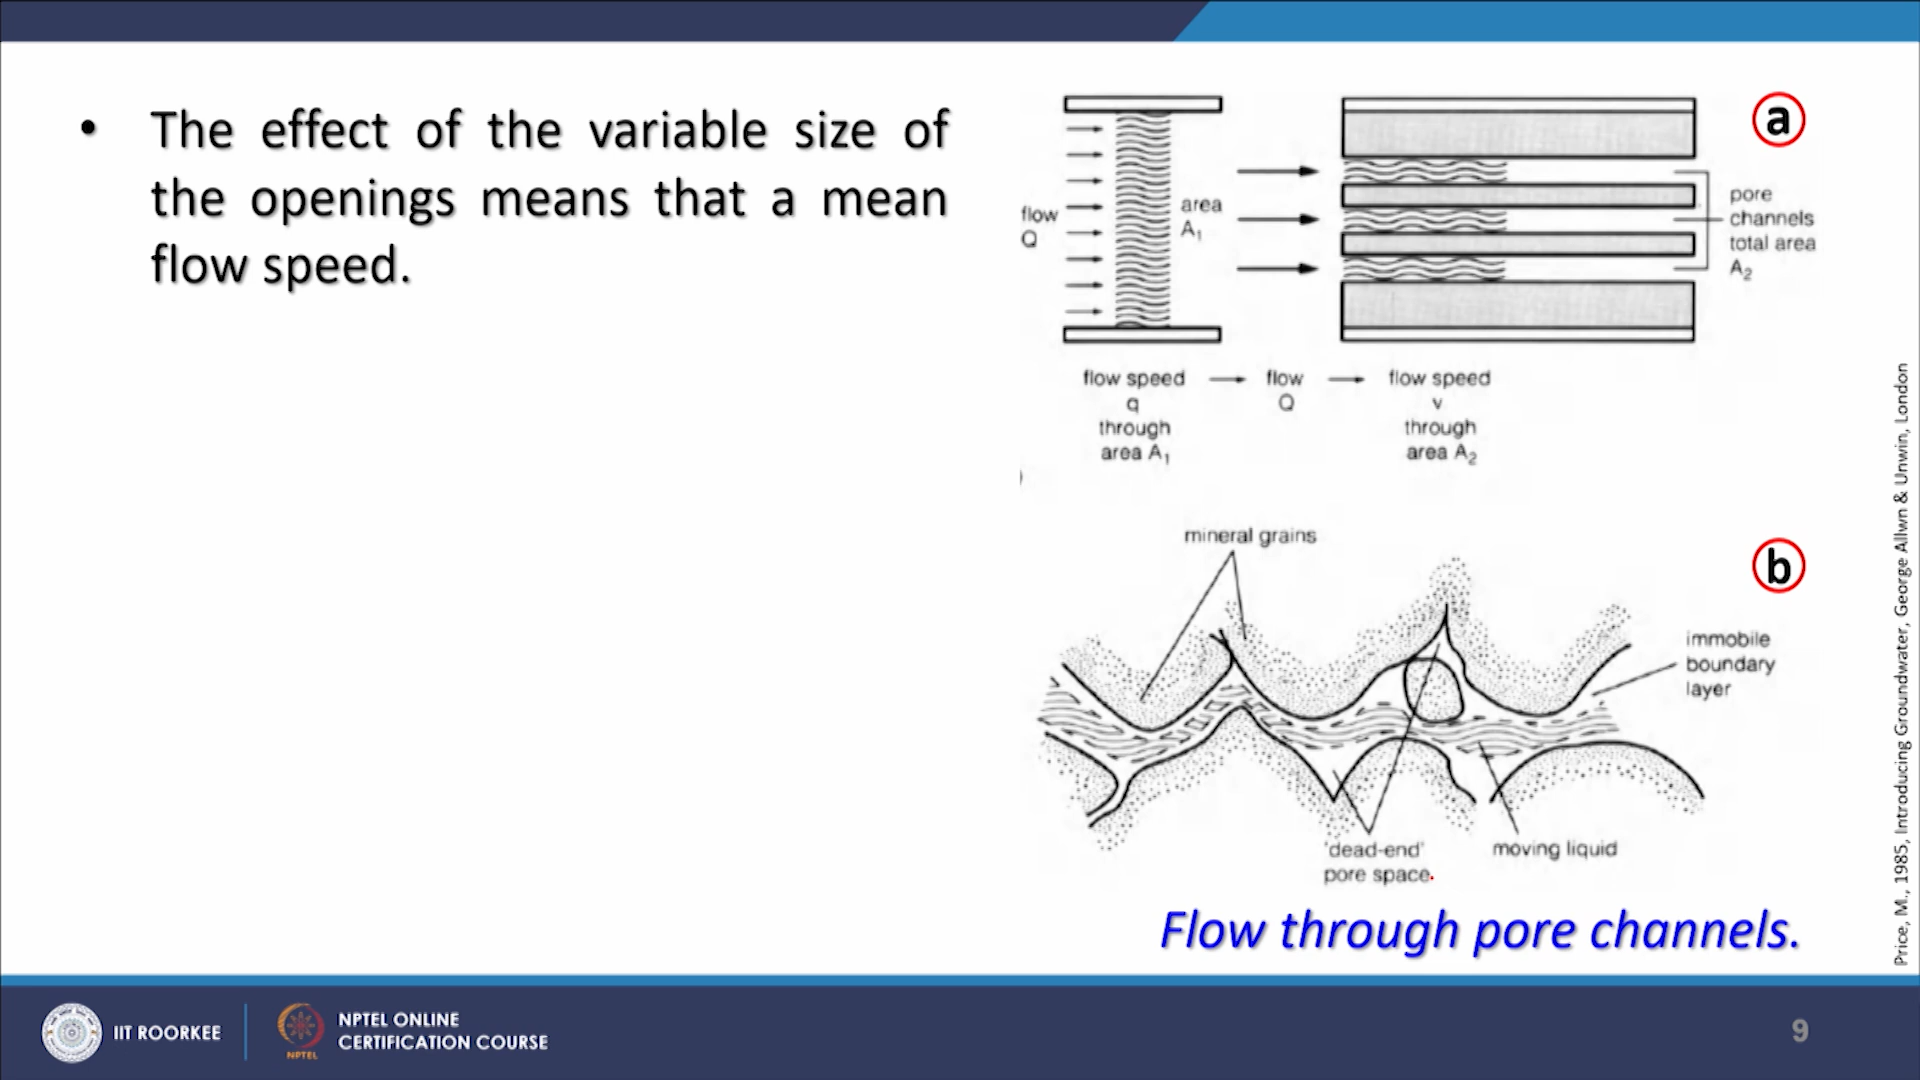 • The effect of the variable size of
the openings means that a mean
flow speed.
flow
Q
area
A₁
pore
channels
total area
A₂
a
flow speed
q
through
area A₁
flow
Q
flow speed
v
through
area A₂
mineral grains
b
immobile
boundary
layer
'dead-end'
pore space
moving liquid
Flow through pore channels.
Price, M., 1985, Introducing Groundwater, George Allwn & Unwin, London
IIT ROORKEE
NPTEL
NPTEL ONLINE
CERTIFICATION COURSE
9